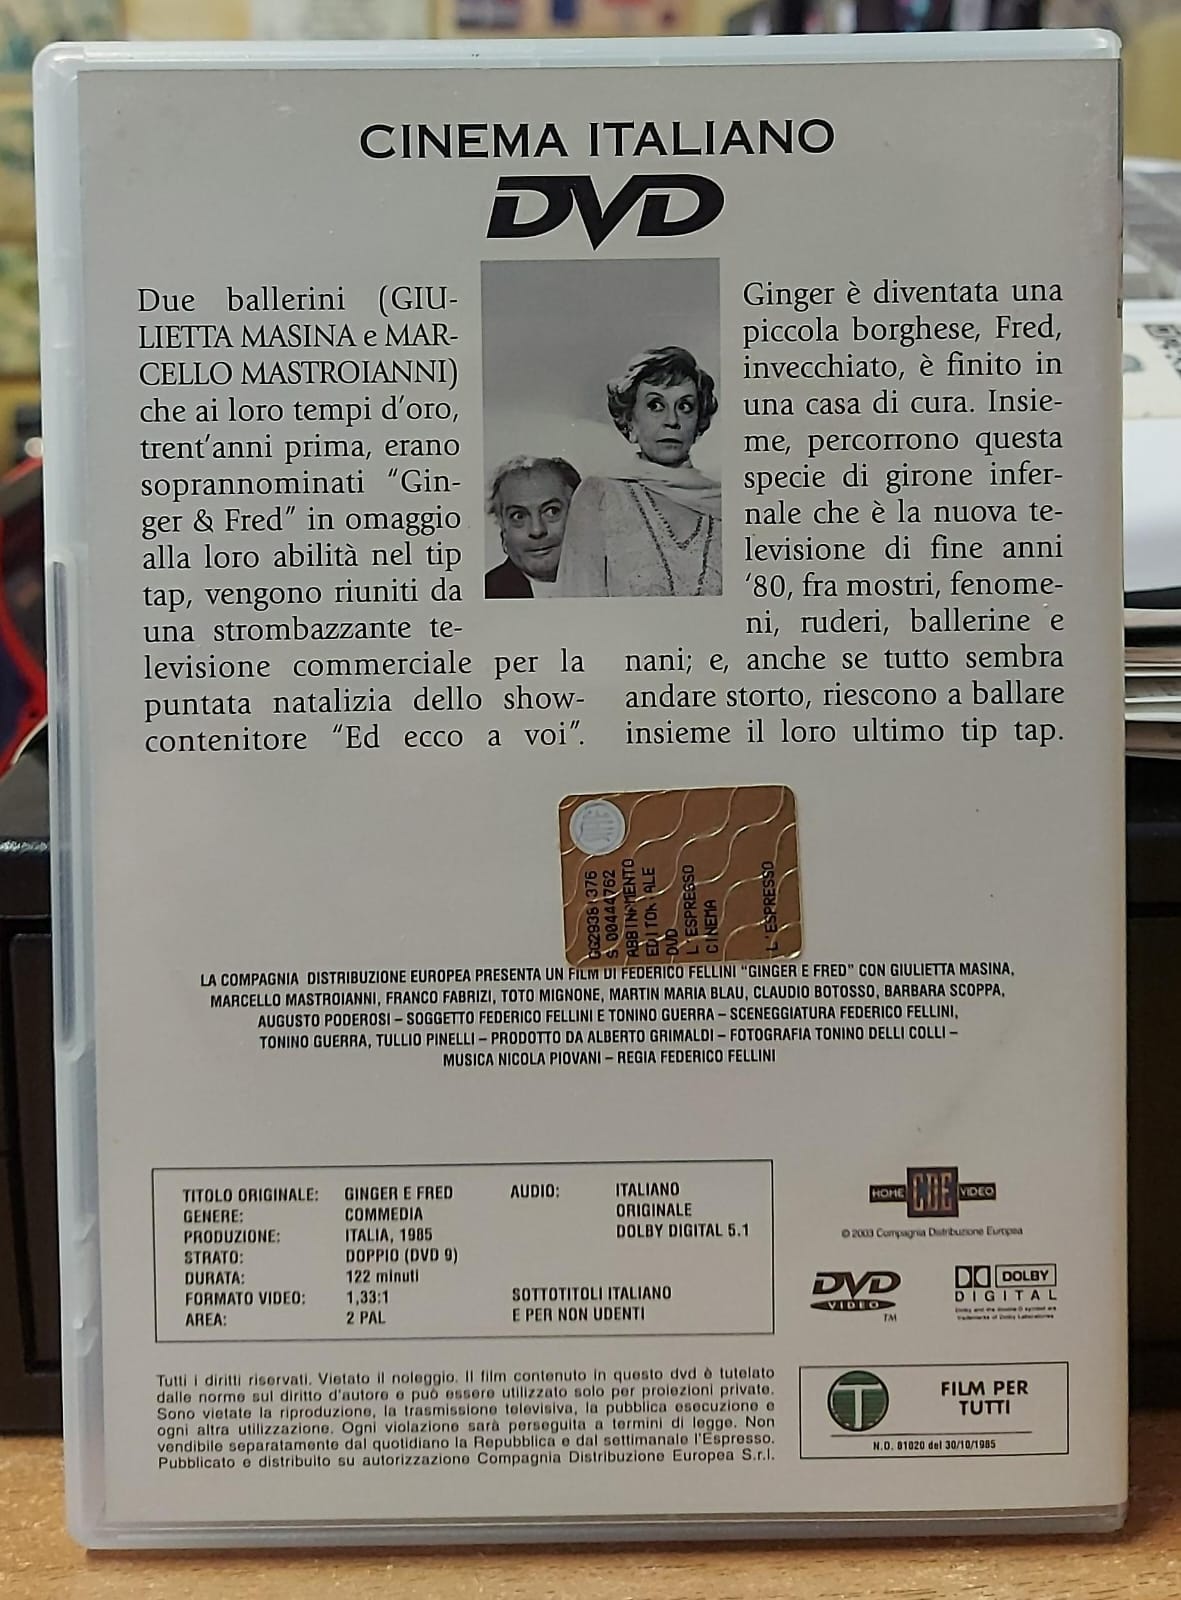 CINEMA ITALIANO
DVD
Due ballerini (GIU-
LIETTA MASINA e MAR-
CELLO MASTROIANNI)
che ai loro tempi d'oro,
trent'anni prima, erano
soprannominati "Gin-
ger & Fred" in omaggio
alla loro abilità nel tip
tap, vengono riuniti da
una strombazzante te-
levisione commerciale per la
puntata natalizia dello show-
contenitore "Ed ecco a voi".
Ginger è diventata una
piccola borghese, Fred,
invecchiato, è finito in
una casa di cura. Insie-
me, percorrono questa
specie di girone infer-
nale che è la nuova te-
levisione di fine anni
'80, fra mostri, fenome-
ni, ruderi, ballerine e
nani; e, anche se tutto sembra
andare storto, riescono a ballare
insieme il loro ultimo tip tap.
S 00444762
ABBINAMENTO
EDITORIALE
DVD
L'ESPRESSO
CINEMA
L'ESPRESSO
LA COMPAGNIA DISTRIBUZIONE EUROPEA PRESENTA UN FILM DI FEDERICO FELLINI "GINGER E FRED" CON GIULIETTA MASINA,
MARCELLO MASTROIANNI, FRANCO FABRIZI, TOTO MIGNONE, MARTIN MARIA BLAU, CLAUDIO BOTOSSO, BARBARA SCOPPA,
AUGUSTO PODEROSI – SOGGETTO FEDERICO FELLINI E TONINO GUERRA – SCENEGGIATURA FEDERICO FELLINI,
TONINO GUERRA, TULLIO PINELLI – PRODOTTO DA ALBERTO GRIMALDI – FOTOGRAFIA TONINO DELLI COLLI –
MUSICA NICOLA PIOVANI – REGIA FEDERICO FELLINI
TITOLO ORIGINALE: GINGER E FRED
GENERE: COMMEDIA
PRODUZIONE: ITALIA, 1985
STRATO: DOPPIO (DVD 9)
DURATA: 122 minuti
FORMATO VIDEO: 1,33:1
AREA: 2 PAL
AUDIO: ITALIANO
ORIGINALE
DOLBY DIGITAL 5.1
SOTTOTITOLI ITALIANO
E PER NON UDENTI
HOME CDE VIDEO
© 2003 Compagnia Distribuzione Europea
DVD
VIDEO
TM
DOLBY
DIGITAL
Dolby and the double D symbol are
Trademarks of Dolby Laboratories
Tutti i diritti riservati. Vietato il noleggio. Il film contenuto in questo dvd è tutelato
dalle norme sul diritto d'autore e può essere utilizzato solo per proiezioni private.
Sono vietate la riproduzione, la trasmissione televisiva, la pubblica esecuzione e
ogni altra utilizzazione. Ogni violazione sarà perseguita a termini di legge. Non
vendibile separatamente dal quotidiano la Repubblica e dal settimanale l'Espresso.
Pubblicato e distribuito su autorizzazione Compagnia Distribuzione Europea S.r.l.
T
FILM PER
TUTTI
N.O. 81020 del 30/10/1985